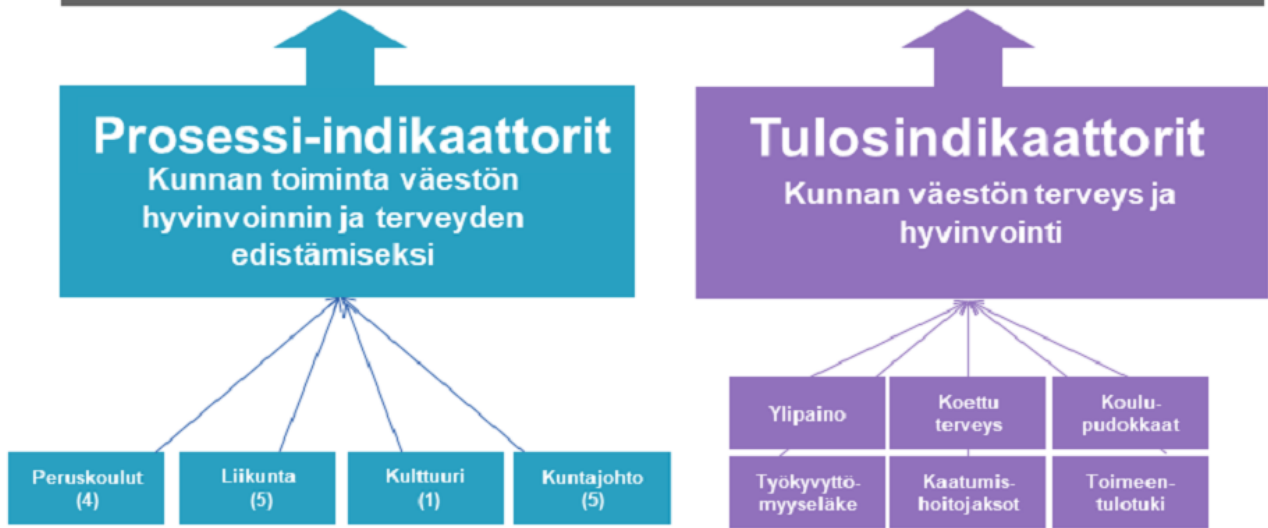 Prosessi-indikaattorit
Kunnan toiminta väestön
hyvinvoinnin ja terveyden
edistämiseksi
Tulosindikaattorit
Kunnan väestön terveys ja
hyvinvointi
Peruskoulut
(4)
Liikunta
(5)
Kulttuuri
(1)
Kuntajohto
(5)
Ylipaino
Koettu
terveys
Koulu-
pudokkaat
Työkyvyttö-
myyseläke
Kaatumis-
hoitojaksot
Toimeen-
tulotuki